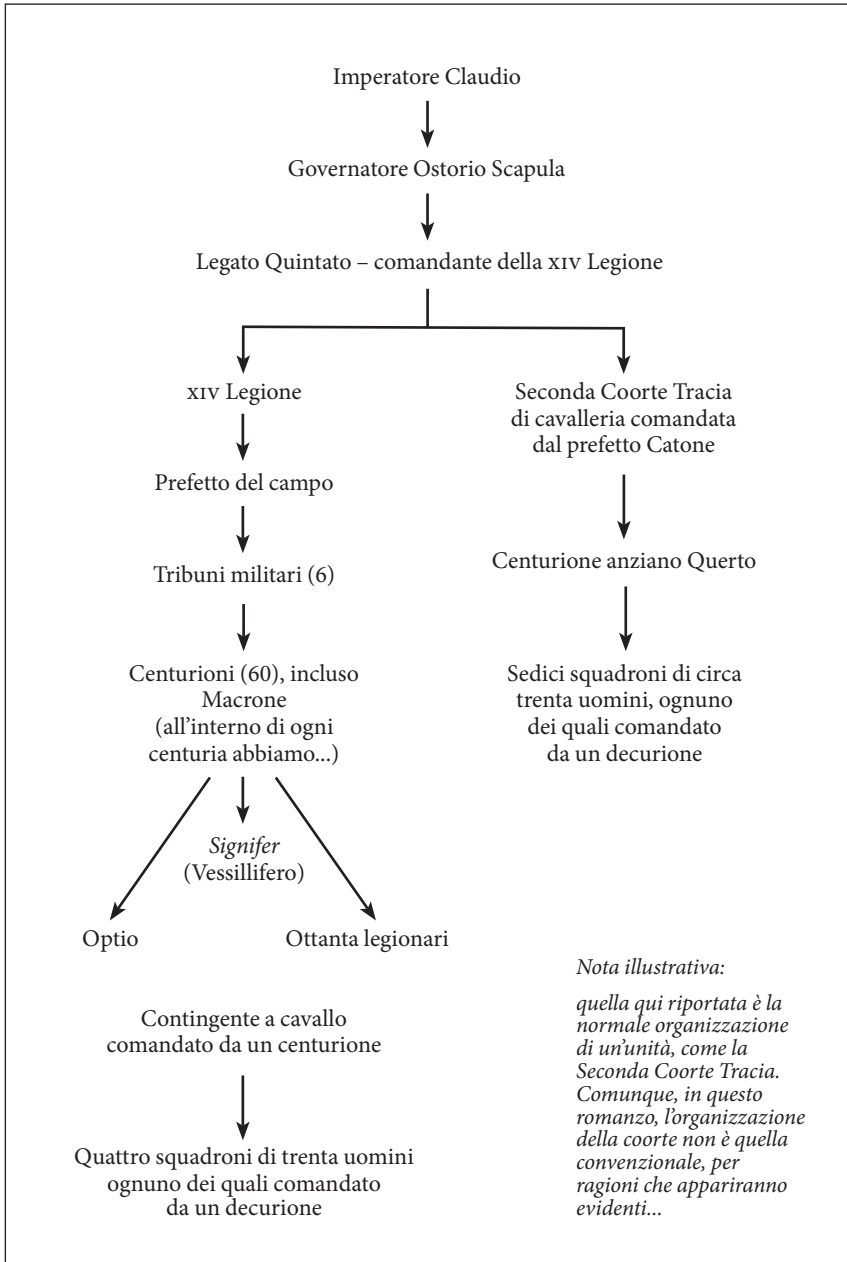 Imperatore Claudio
Governatore Ostorio Scapula
Legato Quintato – comandante della XIV Legione
XIV Legione
Prefetto del campo
Tribuni militari (6)
Centurioni (60), incluso
Macrone
(all'interno di ogni
centuria abbiamo...)
Signifer
(Vessillifero)
Optio
Ottanta legionari
Contingente a cavallo
comandato da un centurione
Quattro squadroni di trenta uomini
ognuno dei quali comandato
da un decurione
Seconda Coorte Tracia
di cavalleria comandata
dal prefetto Catone
Centurione anziano Querto
Sedici squadroni di circa
trenta uomini, ognuno
dei quali comandato
da un decurione
Nota illustrativa:
quella qui riportata è la
normale organizzazione
di un'unità, come la
Seconda Coorte Tracia.
Comunque, in questo
romanzo, l'organizzazione
della coorte non è quella
convenzionale, per
ragioni che appariranno
evidenti...